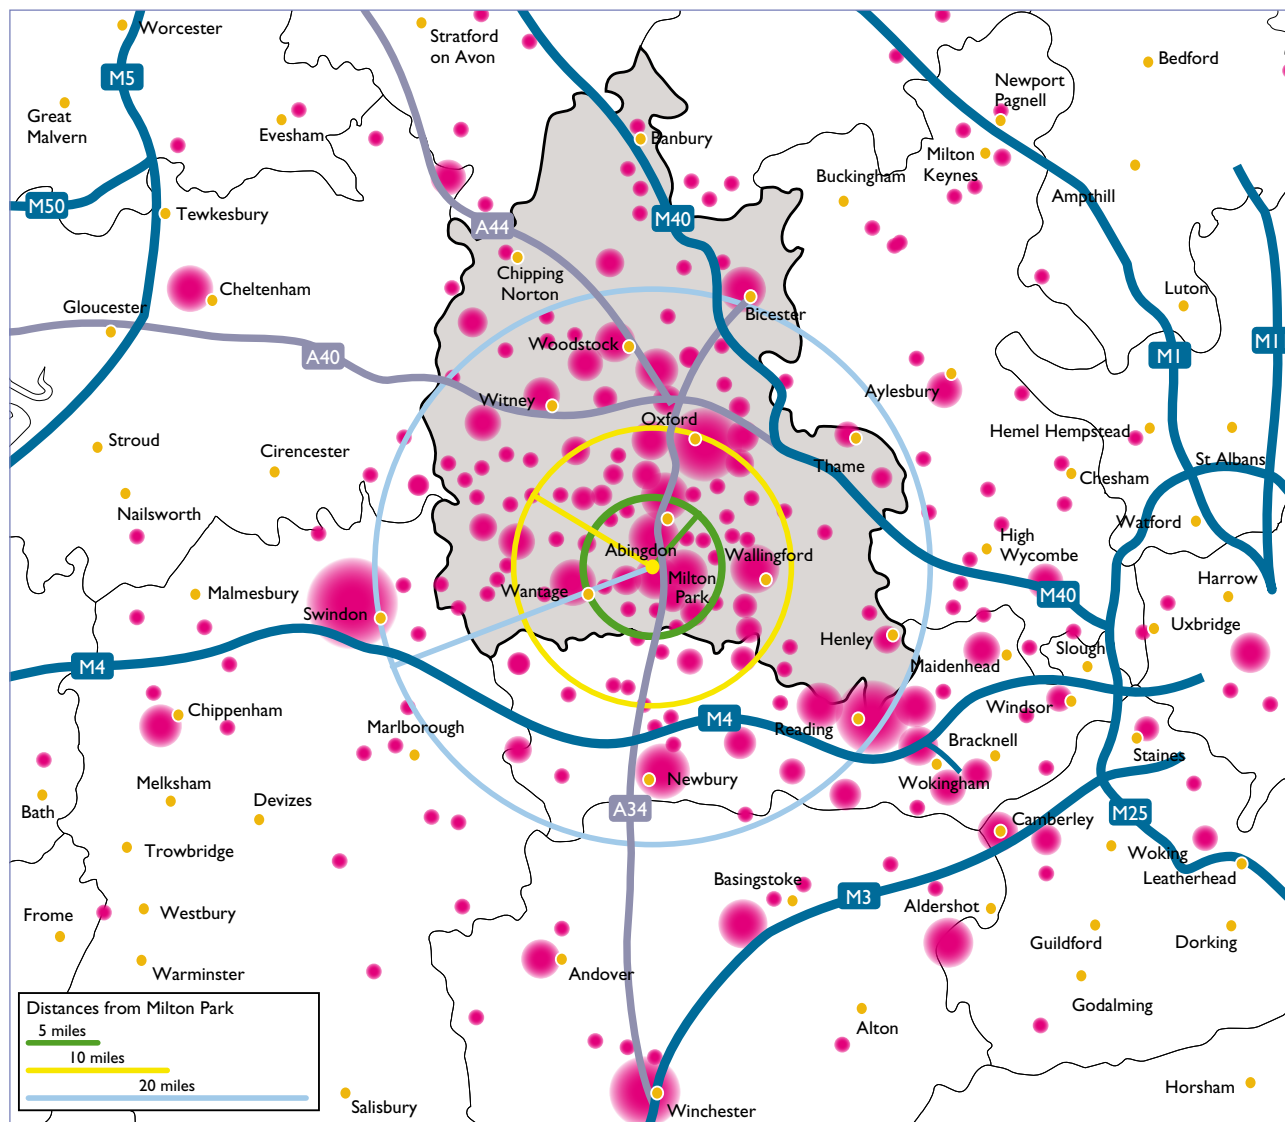 Worcester
Stratford
on Avon
Bedford
M5
Newport
Pagnell
Great
Malvern
Evesham
Banbury
Milton
Keynes
Buckingham
Ampthill
M50
Tewkesbury
A44
M40
Chipping
Norton
Cheltenham
Luton
Gloucester
Bicester
Woodstock
M1
M1
A40
Aylesbury
Witney
Oxford
Hemel Hempstead
Stroud
Cirencester
Thame
St Albans
Chesham
Nailsworth
Watford
High
Wycombe
Abingdon
Wallingford
Milton
Park
Harrow
Malmesbury
Wantage
M40
Swindon
Henley
Uxbridge
M4
Maidenhead
Slough
Chippenham
M4
Windsor
Marlborough
Reading
Bracknell
Staines
Melksham
Newbury
Wokingham
Bath
Devizes
A34
M25
Camberley
Trowbridge
Woking
Leatherhead
Basingstoke
M3
Frome
Westbury
Aldershot
Guildford
Dorking
Warminster
Andover
Godalming
Alton
Distances from Milton Park
5 miles
10 miles
20 miles
Salisbury
Winchester
Horsham